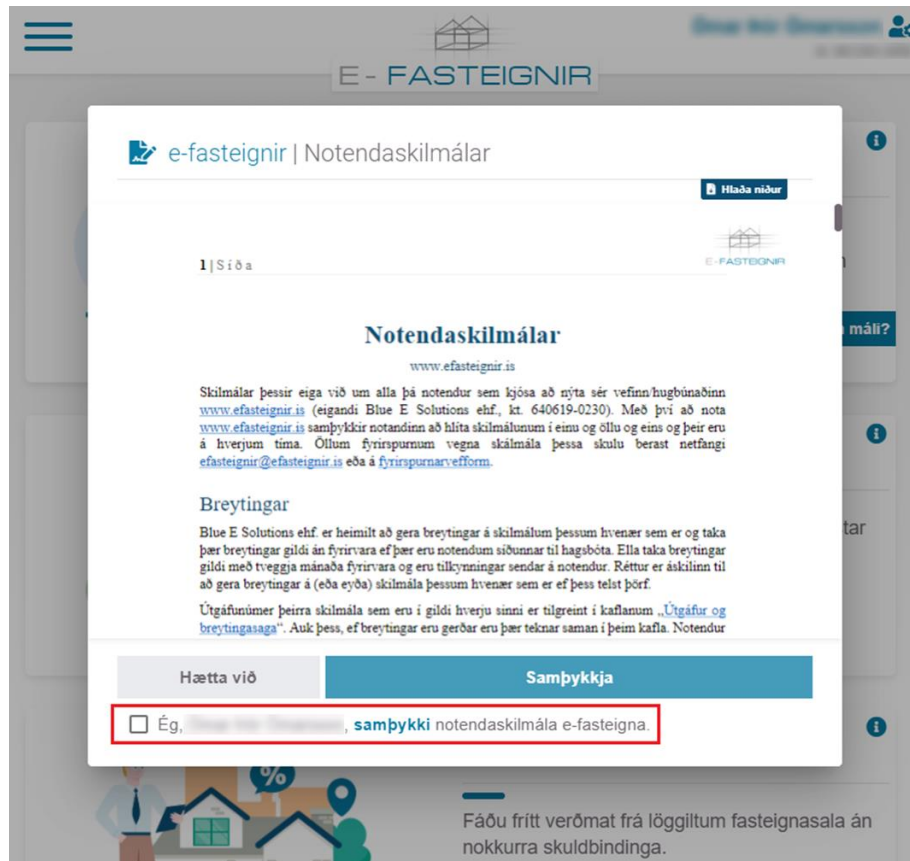 E - FASTEIGNIR
e-fasteignir | Notendaskilmálar
Hlaða niður
1 | Síða
E-FASTEIGNIR
Notendaskilmálar
www.efasteignir.is
Skilmálar þessir eiga við um alla þá notendur sem kjósa að nýta sér vefinn/hugbúnaðinn
www.efasteignir.is (eigandi Blue E Solutions ehf., kt. 640619-0230). Með því að nota
www.efasteignir.is samþykkir notandinn að hlíta skilmálunum í einu og öllu og eins og þeir eru
á hverjum tíma. Öllum fyrirspurnum vegna skálmála þessa skulu berast netfangi
efasteignir@efasteignir.is eða á fyrirspurnarvefform.
Breytingar
Blue E Solutions ehf. er heimilt að gera breytingar á skilmálum þessum hvenær sem er og taka
þær breytingar gildi án fyrirvara ef þær eru notendum síðunnar til hagsbóta. Ella taka breytingar
gildi með tveggja mánaða fyrirvara og eru tilkynningar sendar á notendur. Réttur er áskilinn til
að gera breytingar á (eða eyða) skilmála þessum hvenær sem er ef þess telst þörf.
Útgáfunúmer þeirra skilmála sem eru í gildi hverju sinni er tilgreint í kaflanum „Útgáfur og
breytingasaga“. Auk þess, ef breytingar eru gerðar eru þær teknar saman í þeim kafla. Notendur
máli?
tar
Hætta við
Samþykkja
Ég, , samþykki notendaskilmála e-fasteigna.
Fáðu frítt verðmat frá löggiltum fasteignasala án
nokkurra skuldbindinga.